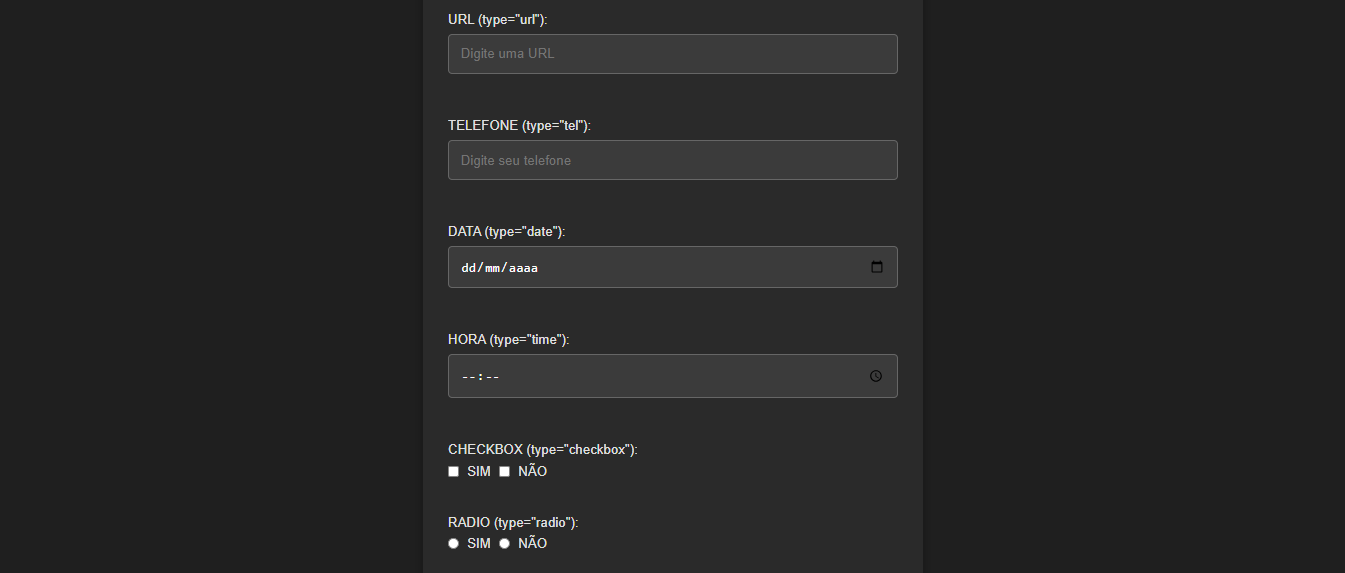 URL (type="url"):
Digite uma URL
TELEFONE (type="tel"):
Digite seu telefone
DATA (type="date"):
dd/mm/aaaa
HORA (type="time"):
--:--
CHECKBOX (type="checkbox"):
SIM NÃO
RADIO (type="radio"):
SIM NÃO